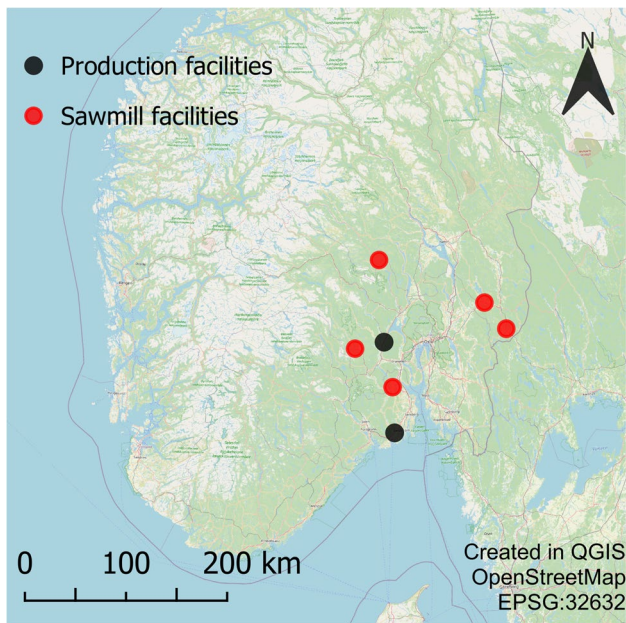 N
Production facilities
Sawmill facilities
0 100 200 km
Created in QGIS
OpenStreetMap
EPSG:32632